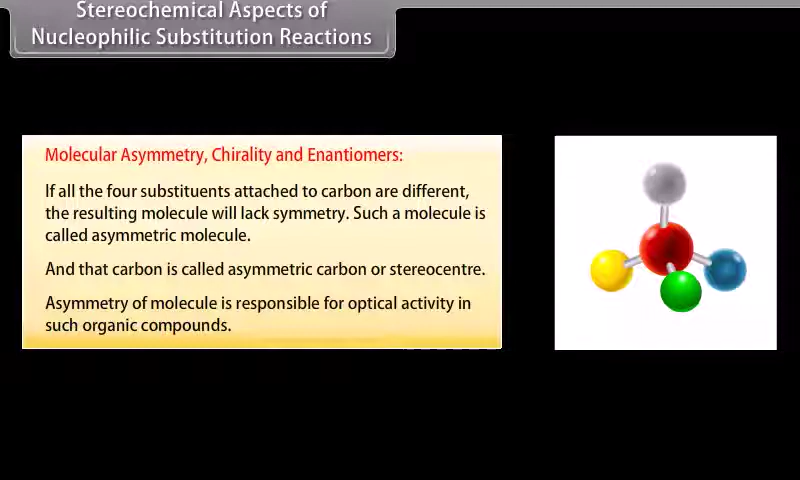 Stereochemical Aspects of
Nucleophilic Substitution Reactions
Molecular Asymmetry, Chirality and Enantiomers:
If all the four substituents attached to carbon are different,
the resulting molecule will lack symmetry. Such a molecule is
called asymmetric molecule.
And that carbon is called asymmetric carbon or stereocentre.
Asymmetry of molecule is responsible for optical activity in
such organic compounds.